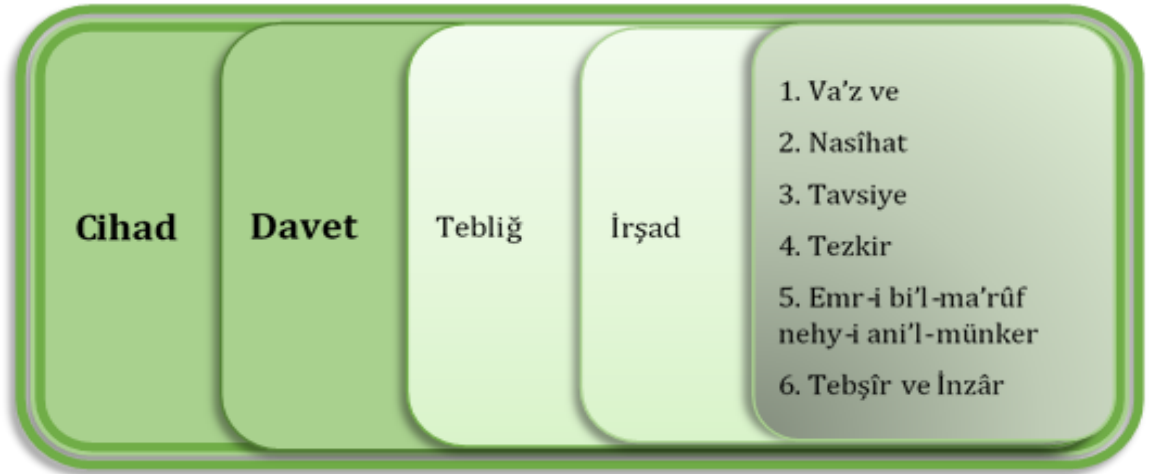 Cihad
Davet
Tebliğ
İrşad
1. Va’z ve
2. Nasîhat
3. Tavsiye
4. Tezkir
5. Emr-i bi’l-ma’rûf
nehy-i ani’l-münker
6. Tebşîr ve İnzâr